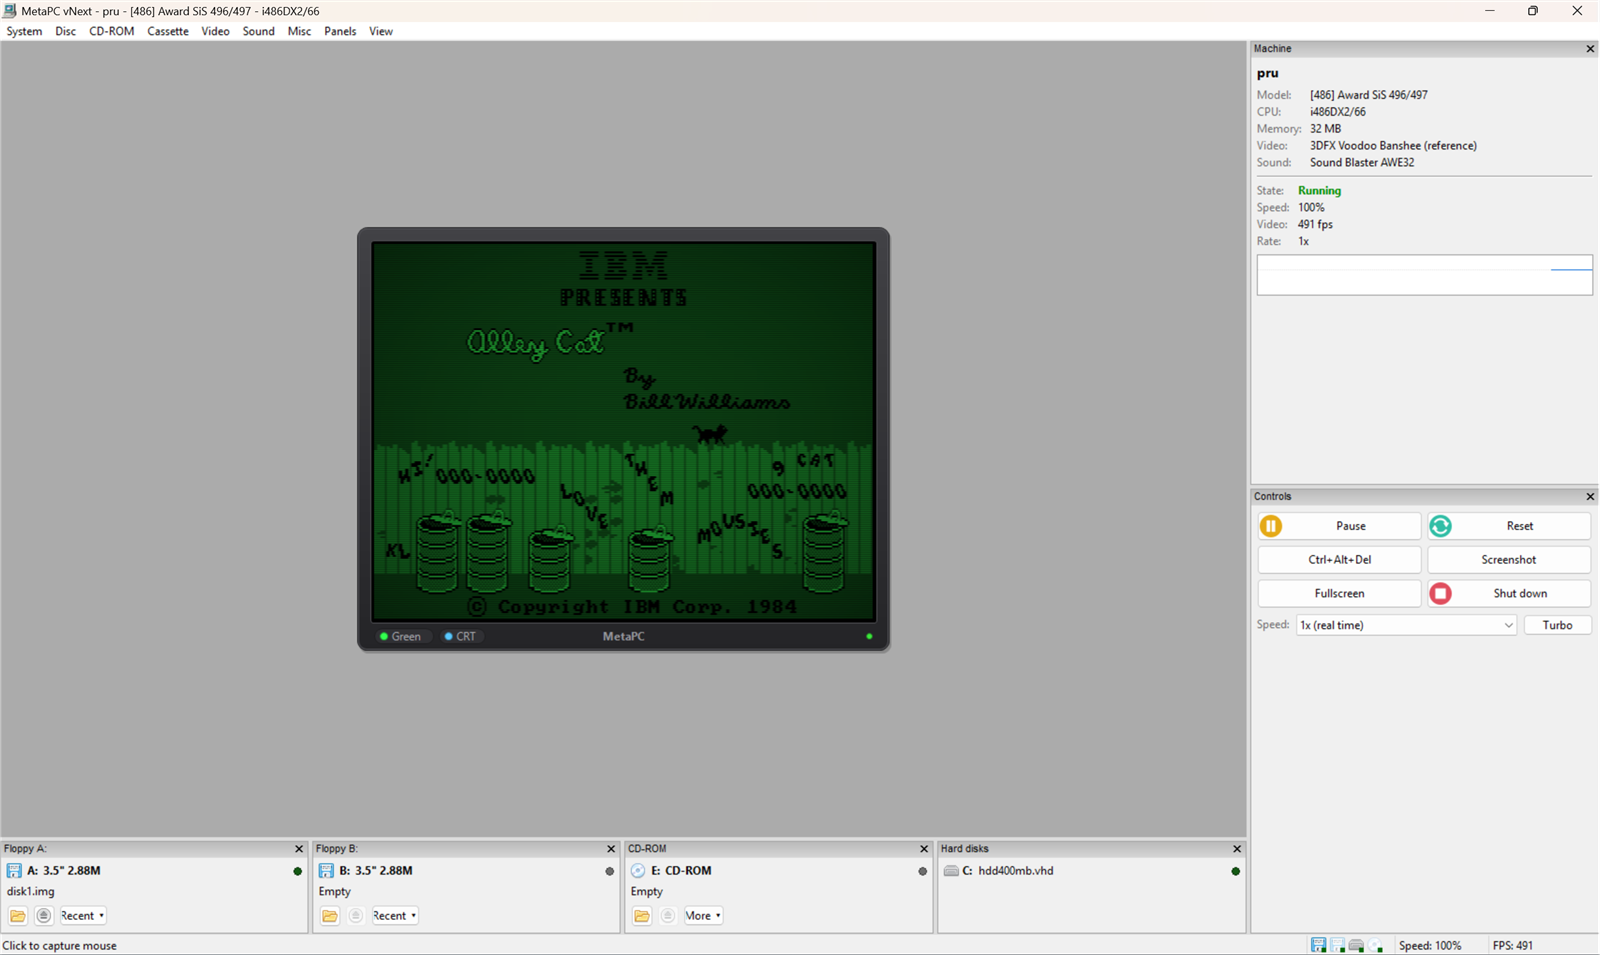 MetaPC vNext - pru - [486] Award SiS 496/497 - i486DX2/66
System Disc CD-ROM Cassette Video Sound Misc Panels View
IBM
PRESENTS
Alley Cat™
By
Bill Williams
HI!
000-0000
LOVE
THEM
MOUSIES
9 CAT
000-0000
KL
© Copyright IBM Corp. 1984
Green CRT MetaPC
Machine
pru
Model: [486] Award SiS 496/497
CPU: i486DX2/66
Memory: 32 MB
Video: 3DFX Voodoo Banshee (reference)
Sound: Sound Blaster AWE32
State: Running
Speed: 100%
Video: 491 fps
Rate: 1x
Controls
Pause Reset
Ctrl+Alt+Del Screenshot
Fullscreen Shut down
Speed: 1x (real time) Turbo
Floppy A:
A: 3.5" 2.88M
disk1.img
Recent
Floppy B:
B: 3.5" 2.88M
Empty
Recent
CD-ROM
E: CD-ROM
Empty
More
Hard disks
C: hdd400mb.vhd
Click to capture mouse
Speed: 100% FPS: 491